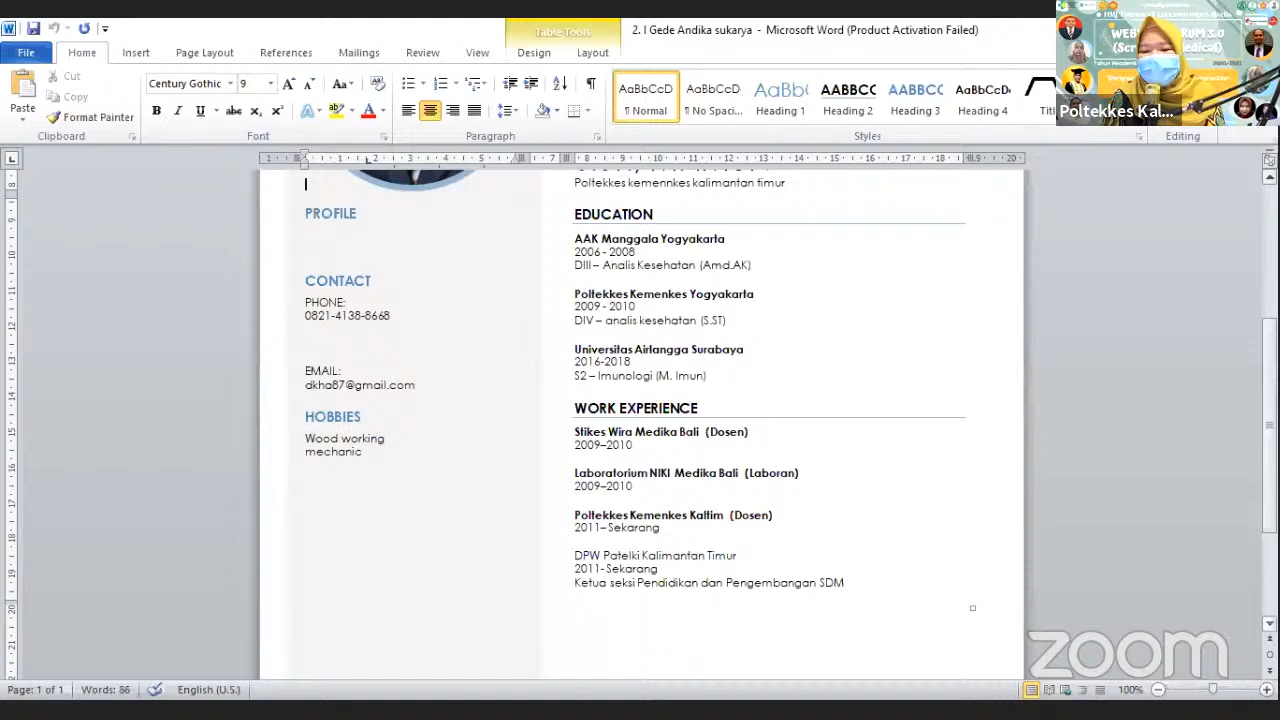 2. I Gede Andika sukarya - Microsoft Word (Product Activation Failed)
Table Tools
File Home Insert Page Layout References Mailings Review View Design Layout
Paste
Cut
Copy
Format Painter
Clipboard
Century Gothic 9
Font
Paragraph
AaBbCcD AaBbCcD AaBb( AABBCC AABBCC AaBbCcD
¶ Normal ¶ No Spaci... Heading 1 Heading 2 Heading 3 Heading 4
Styles
Editing
Poltekkes Kal...
Poltekkes kemennkes kalimantan timur
PROFILE
CONTACT
PHONE:
0821-4138-8668
EMAIL:
dkha87@gmail.com
HOBBIES
Wood working
mechanic
EDUCATION
AAK Manggala Yogyakarta
2006 - 2008
DIII – Analis Kesehatan (Amd.AK)
Poltekkes Kemenkes Yogyakarta
2009 - 2010
DIV – analis kesehatan (S.ST)
Universitas Airlangga Surabaya
2016-2018
S2 – Imunologi (M. Imun)
WORK EXPERIENCE
Stikes Wira Medika Bali (Dosen)
2009–2010
Laboratorium NIKI Medika Bali (Laboran)
2009–2010
Poltekkes Kemenkes Kaltim (Dosen)
2011– Sekarang
DPW Patelki Kalimantan Timur
2011- Sekarang
Ketua seksi Pendidikan dan Pengembangan SDM
zoom
Page: 1 of 1 Words: 86 English (U.S.) 100%